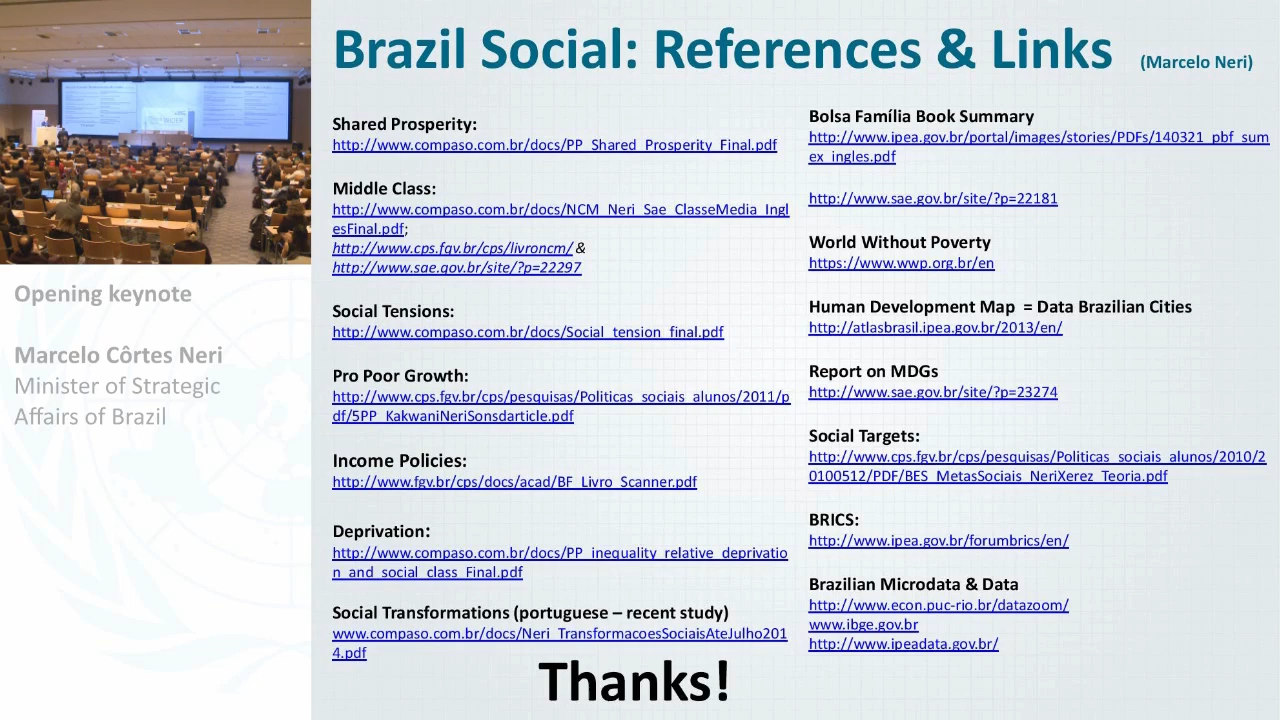 Brazil Social: References & Links (Marcelo Neri)
Opening keynote
Marcelo Côrtes Neri
Minister of Strategic
Affairs of Brazil
Shared Prosperity:
http://www.compaso.com.br/docs/PP_Shared_Prosperity_Final.pdf
Middle Class:
http://www.compaso.com.br/docs/NCM_Neri_Sae_ClasseMedia_Ingl
esFinal.pdf;
http://www.cps.fgv.br/cps/livroncm/ &
http://www.sae.gov.br/site/?p=22297
Social Tensions:
http://www.compaso.com.br/docs/Social_tension_final.pdf
Pro Poor Growth:
http://www.cps.fgv.br/cps/pesquisas/Politicas_sociais_alunos/2011/p
df/5PP_KakwaniNeriSonsdarticle.pdf
Income Policies:
http://www.fgv.br/cps/docs/acad/BF_Livro_Scanner.pdf
Deprivation:
http://www.compaso.com.br/docs/PP_inequality_relative_deprivatio
n_and_social_class_Final.pdf
Social Transformations (portuguese – recent study)
www.compaso.com.br/docs/Neri_TransformacoesSociaisAteJulho201
4.pdf
Bolsa Família Book Summary
http://www.ipea.gov.br/portal/images/stories/PDFs/140321_pbf_sum
ex_ingles.pdf
http://www.sae.gov.br/site/?p=22181
World Without Poverty
https://www.wwp.org.br/en
Human Development Map = Data Brazilian Cities
http://atlasbrasil.ipea.gov.br/2013/en/
Report on MDGs
http://www.sae.gov.br/site/?p=23274
Social Targets:
http://www.cps.fgv.br/cps/pesquisas/Politicas_sociais_alunos/2010/2
0100512/PDF/BES_MetasSociais_NeriXerez_Teoria.pdf
BRICS:
http://www.ipea.gov.br/forumbrics/en/
Brazilian Microdata & Data
http://www.econ.puc-rio.br/datazoom/
www.ibge.gov.br
http://www.ipeadata.gov.br/
Thanks!